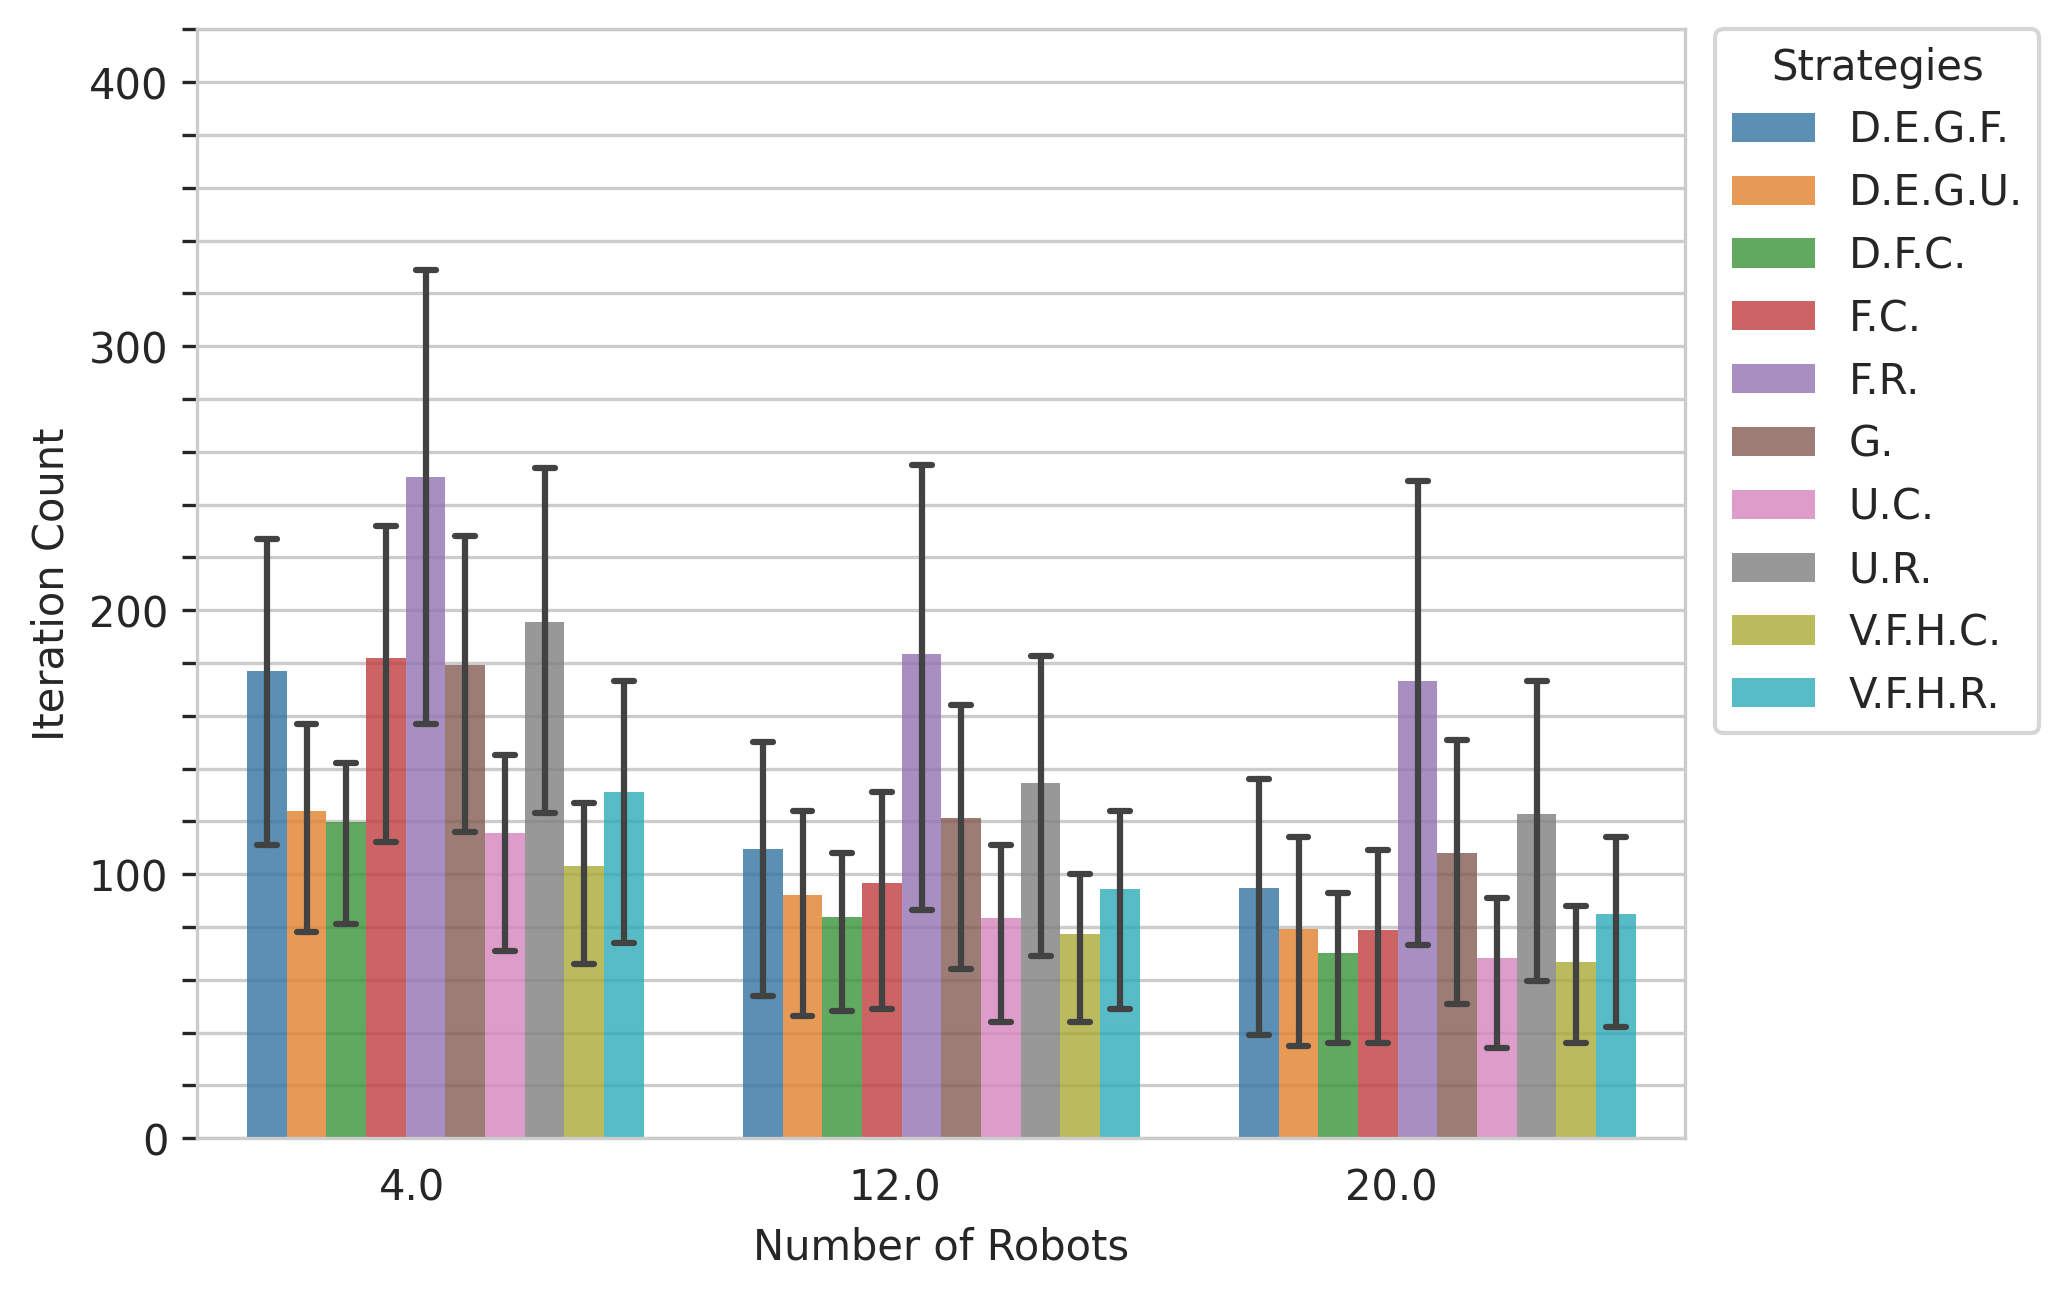 400
300
200
100
0
Iteration Count
4.0
12.0
20.0
Number of Robots
Strategies
D.E.G.F.
D.E.G.U.
D.F.C.
F.C.
F.R.
G.
U.C.
U.R.
V.F.H.C.
V.F.H.R.